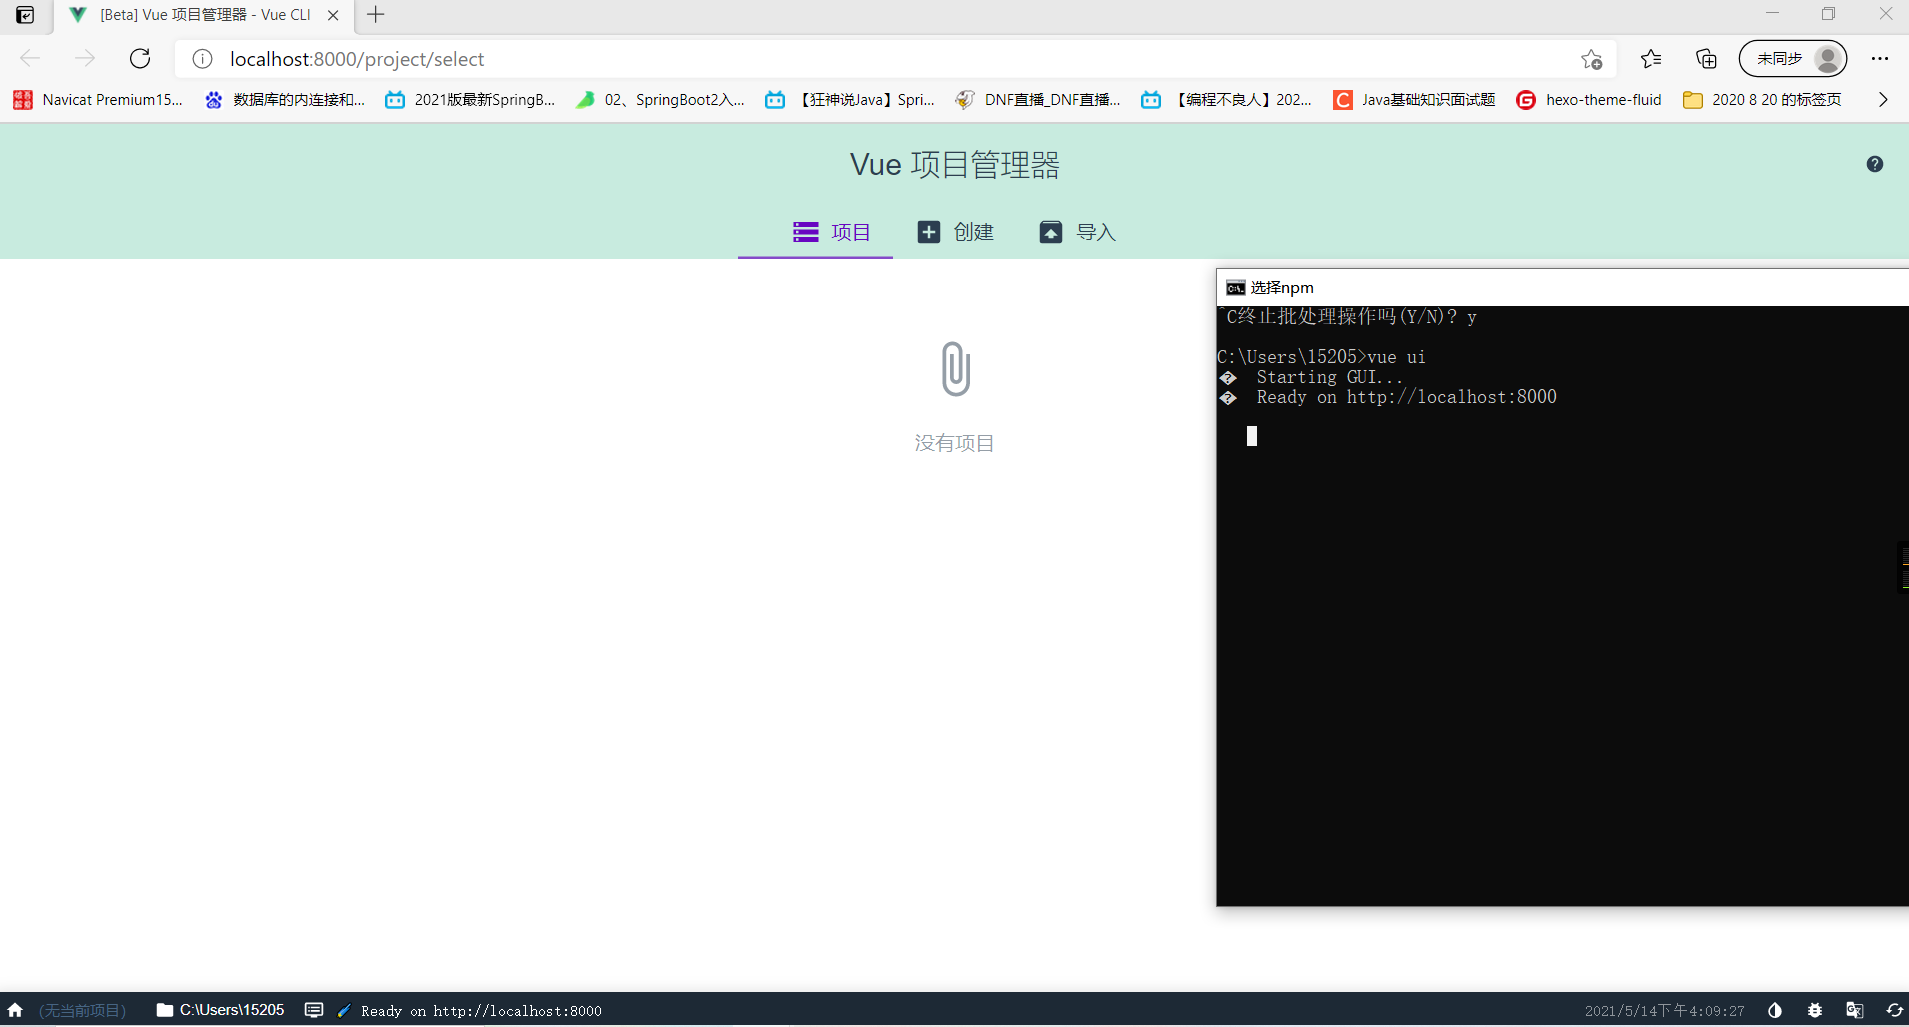 [Beta] Vue 项目管理器 - Vue CLI
localhost:8000/project/select
未同步
Navicat Premium15...
数据库的内连接和...
2021版最新SpringB...
02、SpringBoot2入...
【狂神说Java】Spri...
DNF直播_DNF直播...
【编程不良人】202...
Java基础知识面试题
hexo-theme-fluid
2020 8 20 的标签页
Vue 项目管理器
项目
创建
导入
没有项目
选择npm
^C终止批处理操作吗(Y/N)? y
C:\Users\15205>vue ui
�  Starting GUI...
�  Ready on http://localhost:8000
(无当前项目)
C:\Users\15205
Ready on http://localhost:8000
2021/5/14下午4:09:27